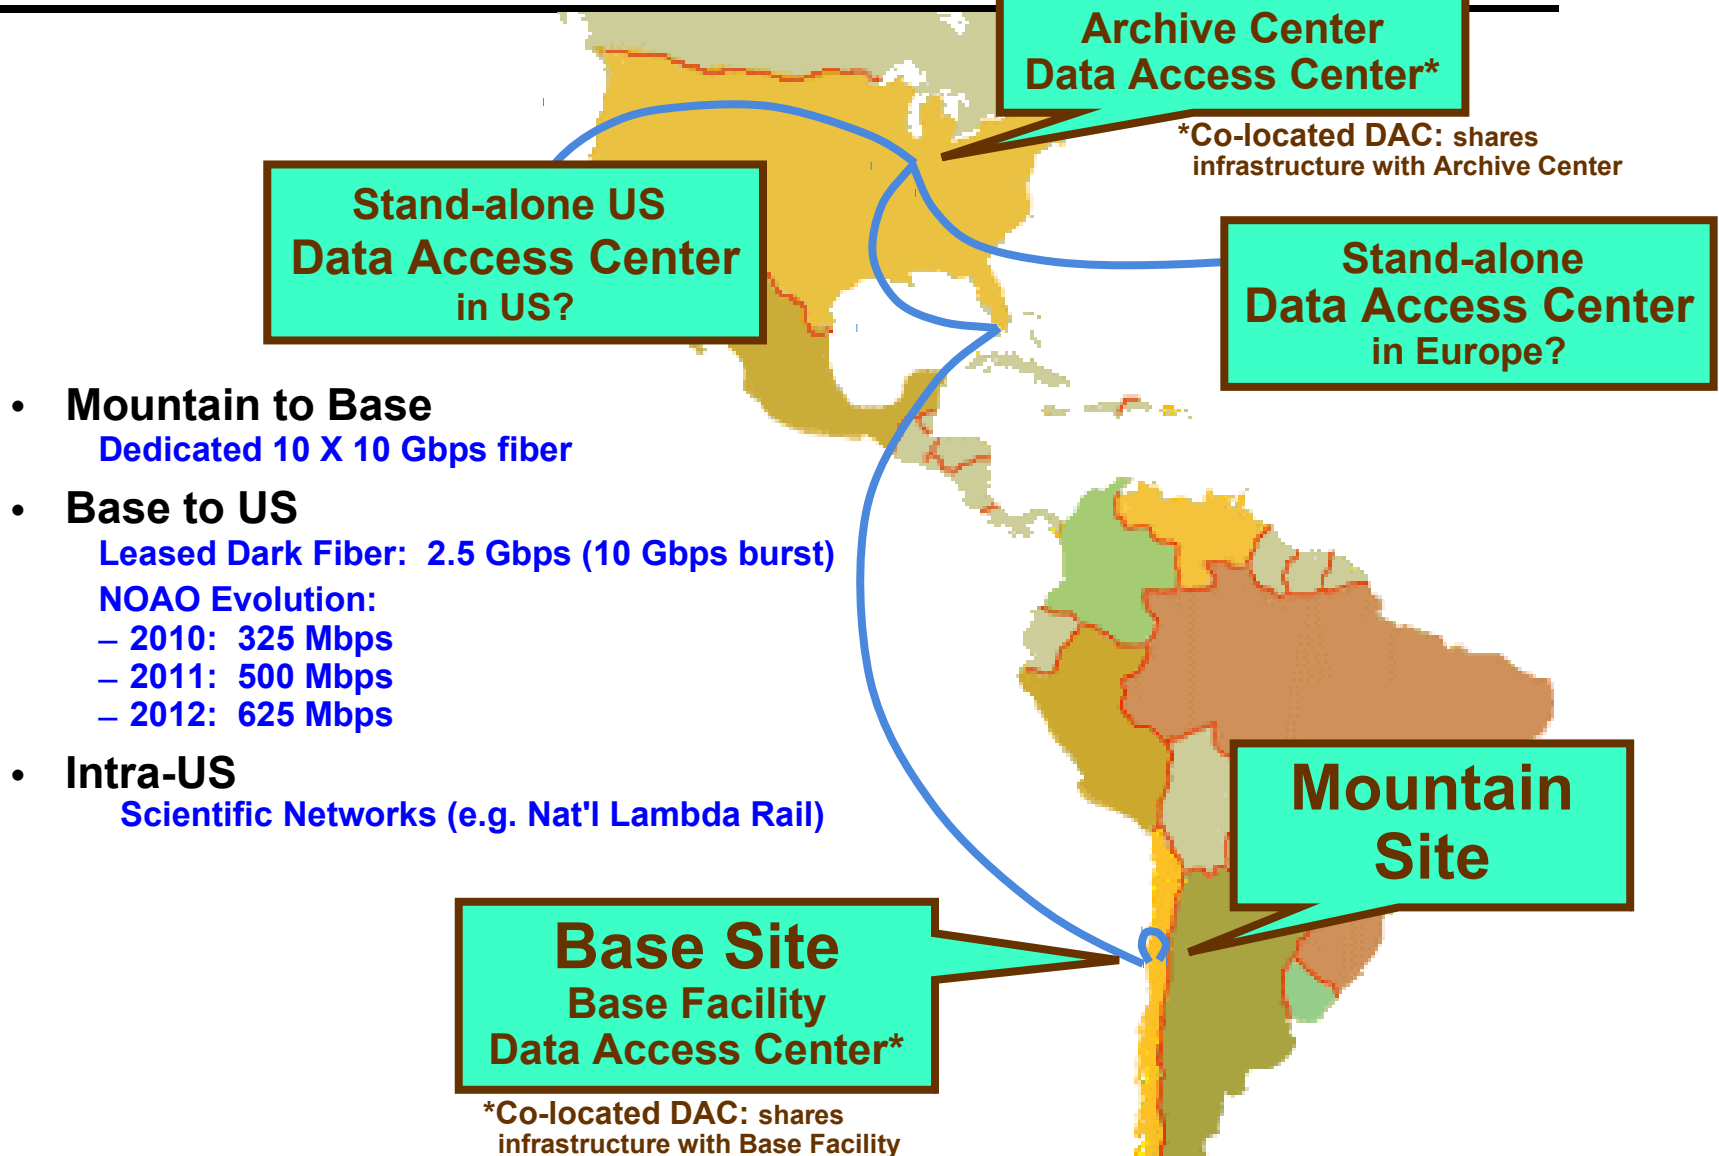 Archive Center
Data Access Center*
*Co-located DAC: shares
infrastructure with Archive Center
Stand-alone US
Data Access Center
in US?
Stand-alone
Data Access Center
in Europe?
• Mountain to Base
Dedicated 10 X 10 Gbps fiber
• Base to US
Leased Dark Fiber: 2.5 Gbps (10 Gbps burst)
NOAO Evolution:
– 2010: 325 Mbps
– 2011: 500 Mbps
– 2012: 625 Mbps
• Intra-US
Scientific Networks (e.g. Nat'l Lambda Rail)
Mountain
Site
Base Site
Base Facility
Data Access Center*
*Co-located DAC: shares
infrastructure with Base Facility